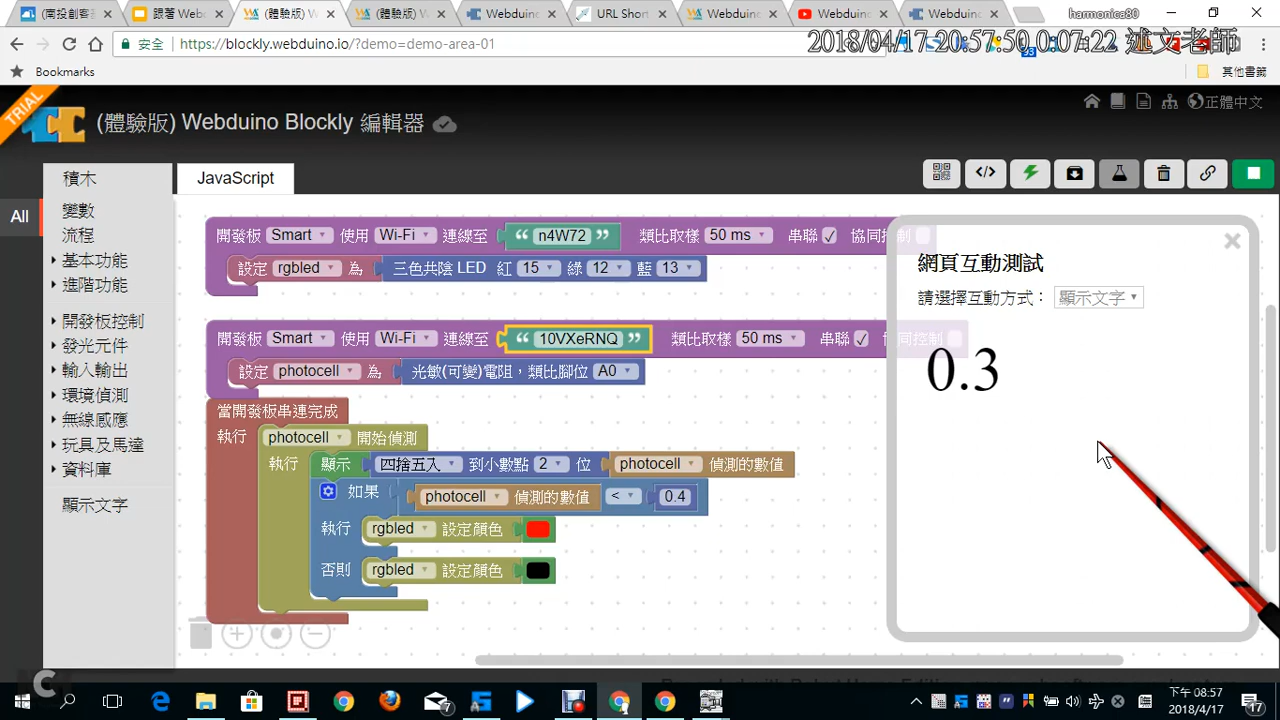 (南投創客
跟著 Webd
(體驗版) W
(體驗版) W
Webduin
URL Short
Webduin
Webduin
Webduin
harmonica80
安全 https://blockly.webduino.io/?demo=demo-area-01
2018/04/17 20:57:50 0:07:22 述文老師
93
Bookmarks
其他書籤
TRIAL
(體驗版) Webduino Blockly 編輯器
正體中文
積木
JavaScript
All
變數
流程
基本功能
進階功能
開發板控制
發光元件
輸入輸出
環境偵測
無線感應
玩具及馬達
資料庫
顯示文字
開發板 Smart 使用 Wi-Fi 連線至 “ n4W72 ” 類比取樣 50 ms 串聯 ✓ 協同控制
設定 rgbled 為 三色共陰 LED 紅 15 綠 12 藍 13
開發板 Smart 使用 Wi-Fi 連線至 “ 10VXeRNQ ” 類比取樣 50 ms 串聯 ✓ 協同控制
設定 photocell 為 光敏(可變)電阻，類比腳位 A0
當開發板串連完成
執行 photocell 開始偵測
執行 顯示 四捨五入 到小數點 2 位 photocell 偵測的數值
如果 photocell 偵測的數值 < 0.4
執行 rgbled 設定顏色
否則 rgbled 設定顏色
網頁互動測試
請選擇互動方式： 顯示文字
0.3
7
下午 08:57
2018/4/17
17